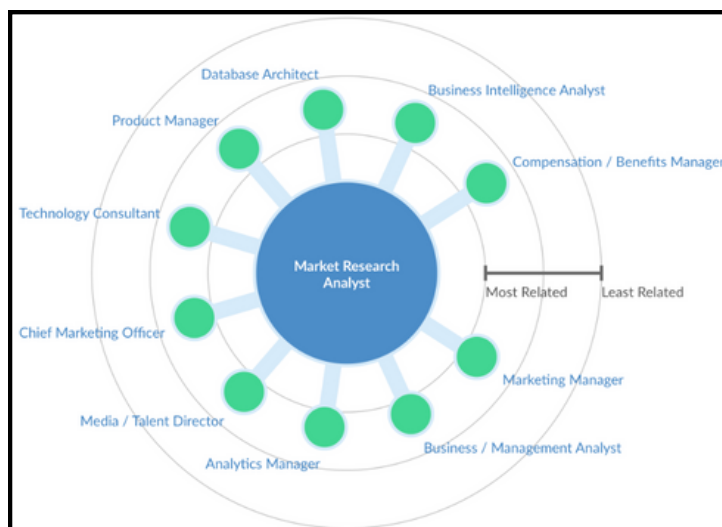 Database Architect
Business Intelligence Analyst
Product Manager
Compensation / Benefits Manager
Technology Consultant
Market Research
Analyst
Most Related
Least Related
Chief Marketing Officer
Marketing Manager
Media / Talent Director
Business / Management Analyst
Analytics Manager